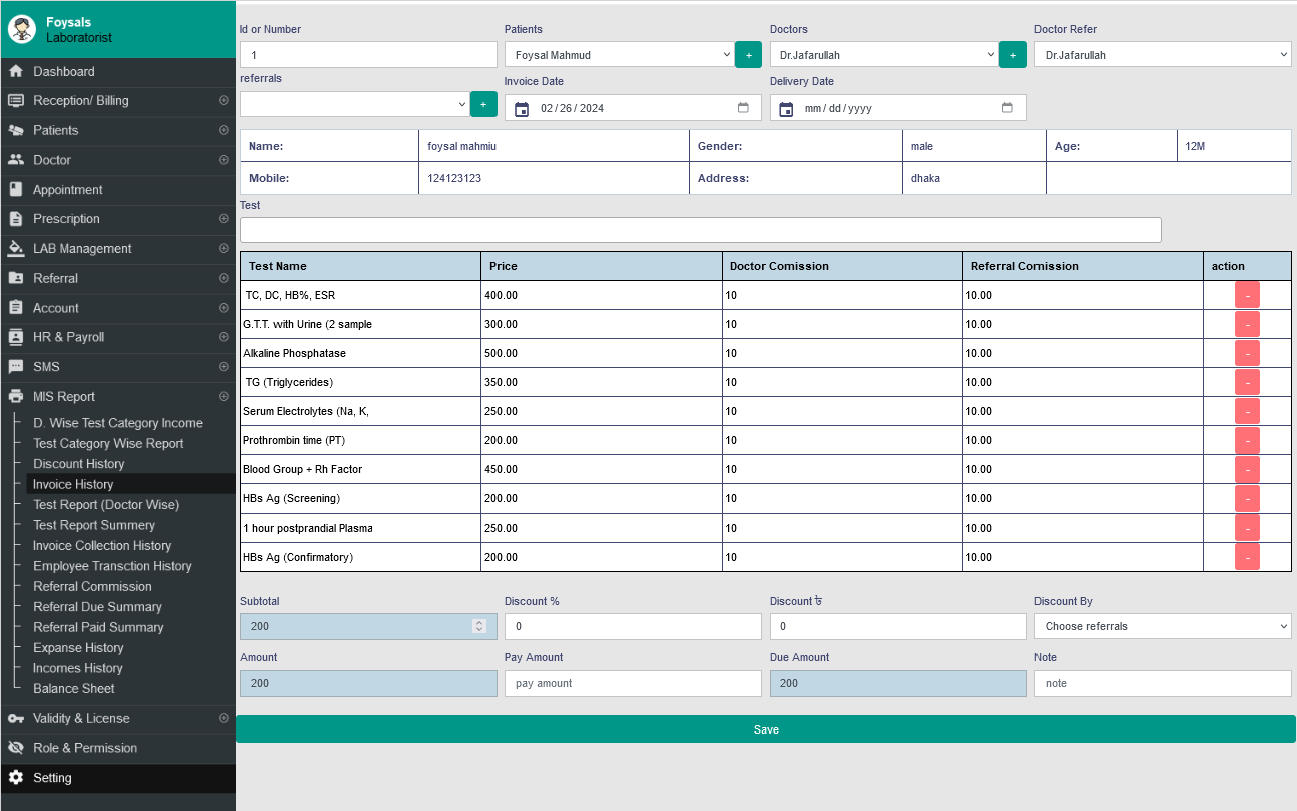 Foysals
Laboratorist
Dashboard
Reception/ Billing
Patients
Doctor
Appointment
Prescription
LAB Management
Referral
Account
HR & Payroll
SMS
MIS Report
D. Wise Test Category Income
Test Category Wise Report
Discount History
Invoice History
Test Report (Doctor Wise)
Test Report Summery
Invoice Collection History
Employee Transction History
Referral Commission
Referral Due Summary
Referral Paid Summary
Expanse History
Incomes History
Balance Sheet
Validity & License
Role & Permission
Setting
Id or Number Patients Doctors Doctor Refer
1 Foysal Mahmud + Dr.Jafarullah + Dr.Jafarullah
referrals Invoice Date Delivery Date
+ 02/26/2024 mm/dd/yyyy
Name: foysal mahmiu Gender: male Age: 12M
Mobile: 124123123 Address: dhaka
Test
Test Name Price Doctor Comission Referral Comission action
TC, DC, HB%, ESR 400.00 10 10.00 -
G.T.T. with Urine (2 sample 300.00 10 10.00 -
Alkaline Phosphatase 500.00 10 10.00 -
TG (Triglycerides) 350.00 10 10.00 -
Serum Electrolytes (Na, K, 250.00 10 10.00 -
Prothrombin time (PT) 200.00 10 10.00 -
Blood Group + Rh Factor 450.00 10 10.00 -
HBs Ag (Screening) 200.00 10 10.00 -
1 hour postprandial Plasma 250.00 10 10.00 -
HBs Ag (Confirmatory) 200.00 10 10.00 -
Subtotal Discount % Discount ৳ Discount By
200 0 0 Choose referrals
Amount Pay Amount Due Amount Note
200 pay amount 200 note
Save